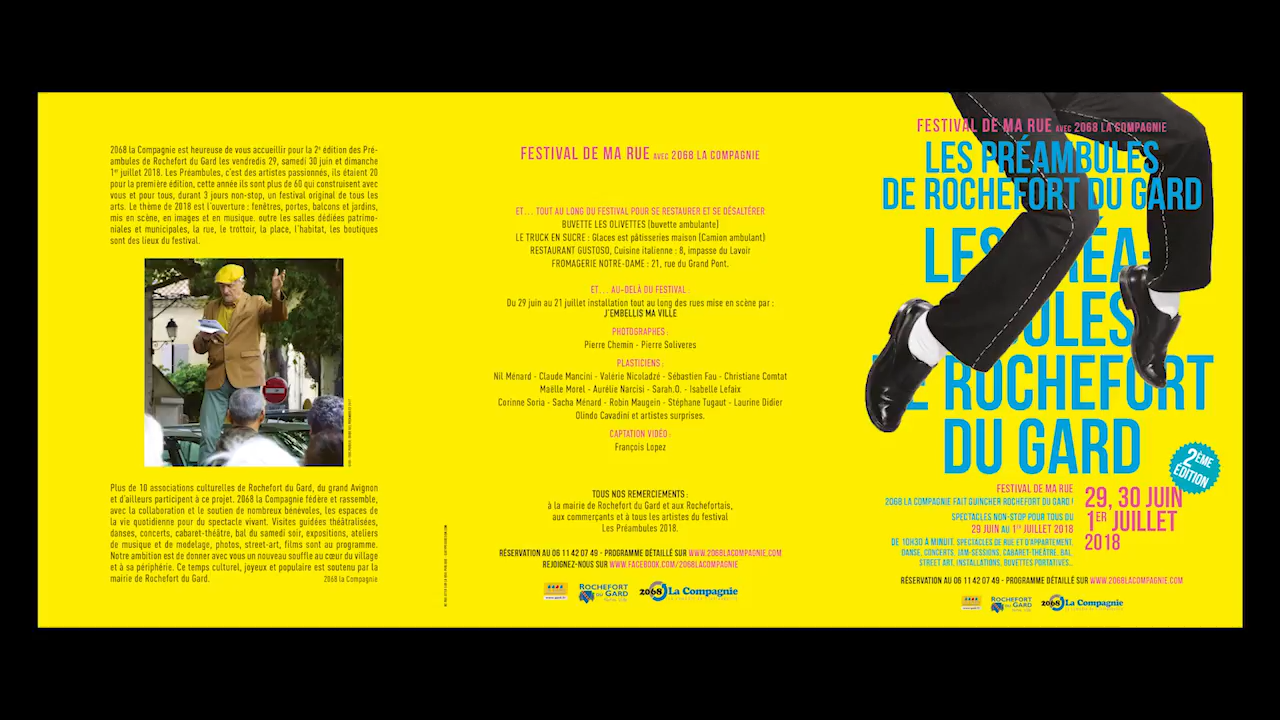 2068 la Compagnie est heureuse de vous accueillir pour la 2e édition des Pré-
ambules de Rochefort du Gard les vendredis 29, samedi 30 juin et dimanche
1er juillet 2018. Les Préambules, c'est des artistes passionnés, ils étaient 20
pour la première édition, cette année ils sont plus de 60 qui construisent avec
vous et pour tous, durant 3 jours non-stop, un festival original de tous les
arts. Le thème de 2018 est l'ouverture : fenêtres, portes, balcons et jardins,
mis en scène, en images et en musique. outre les salles dédiées patrimo-
niales et municipales, la rue, le trottoir, la place, l'habitat, les boutiques
sont des lieux du festival.
Plus de 10 associations culturelles de Rochefort du Gard, du grand Avignon
et d'ailleurs participent à ce projet. 2068 la Compagnie fédère et rassemble,
avec la collaboration et le soutien de nombreux bénévoles, les espaces de
la vie quotidienne pour du spectacle vivant. Visites guidées théâtralisées,
danses, concerts, cabaret-théâtre, bal du samedi soir, expositions, ateliers
de musique et de modelage, photos, street-art, films sont au programme.
Notre ambition est de donner avec vous un nouveau souffle au cœur du village
et à sa périphérie. Ce temps culturel, joyeux et populaire est soutenu par la
mairie de Rochefort du Gard. 2068 la Compagnie
FESTIVAL DE MA RUE AVEC 2068 LA COMPAGNIE
ET... TOUT AU LONG DU FESTIVAL POUR SE RESTAURER ET SE DÉSALTÉRER
BUVETTE LES OLIVETTES (buvette ambulante)
LE TRUCK EN SUCRE : Glaces est pâtisseries maison (Camion ambulant)
RESTAURANT GUSTOSO, Cuisine italienne : 8, impasse du Lavoir
FROMAGERIE NOTRE-DAME : 21, rue du Grand Pont.
ET... AU-DELÀ DU FESTIVAL :
Du 29 juin au 21 juillet installation tout au long des rues mise en scène par :
J'EMBELLIS MA VILLE
PHOTOGRAPHES :
Pierre Chemin - Pierre Soliveres
PLASTICIENS :
Nil Ménard - Claude Mancini - Valérie Nicoladzé - Sébastien Fau - Christiane Comtat
Maëlle Morel - Aurélie Narcisi - Sarah.O. - Isabelle Lefaix
Corinne Soria - Sacha Ménard - Robin Maugein - Stéphane Tugaut - Laurine Didier
Olindo Cavadini et artistes surprises.
CAPTATION VIDÉO :
François Lopez
TOUS NOS REMERCIEMENTS :
à la mairie de Rochefort du Gard et aux Rochefortais,
aux commerçants et à tous les artistes du festival
Les Préambules 2018.
RÉSERVATION AU 06 11 42 07 49 - PROGRAMME DÉTAILLÉ SUR WWW.2068LACOMPAGNIE.COM
REJOIGNEZ-NOUS SUR WWW.FACEBOOK.COM/2068LACOMPAGNIE
ROCHEFORT DU GARD
2068 La Compagnie
FESTIVAL DE MA RUE AVEC 2068 LA COMPAGNIE
LES PRÉAMBULES
DE ROCHEFORT DU GARD
ROCHEFORT
DU GARD
2ÈME
ÉDITION
FESTIVAL DE MA RUE
2068 LA COMPAGNIE FAIT GUINCHER ROCHEFORT DU GARD !
SPECTACLES NON-STOP POUR TOUS DU
29 JUIN AU 1ER JUILLET 2018
DE 10H30 À MINUIT, SPECTACLES DE RUE ET D'APPARTEMENT,
DANSE, CONCERTS, JAM-SESSIONS, CABARET-THÉÂTRE, BAL,
STREET ART, INSTALLATIONS, BUVETTES PORTATIVES...
29, 30 JUIN
1ER JUILLET
2018
RÉSERVATION AU 06 11 42 07 49 - PROGRAMME DÉTAILLÉ SUR WWW.2068LACOMPAGNIE.COM
ROCHEFORT DU GARD
2068 La Compagnie